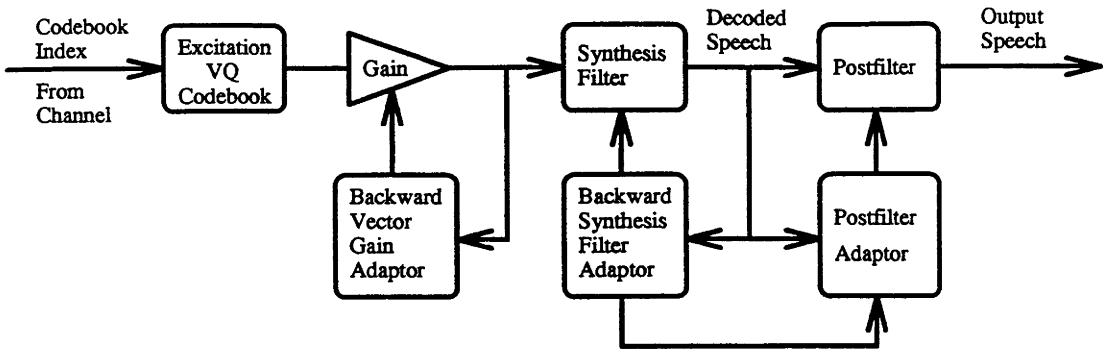 Codebook
Index
From
Channel
Excitation
VQ
Codebook
Gain
Backward
Vector
Gain
Adaptor
Synthesis
Filter
Backward
Synthesis
Filter
Adaptor
Decoded
Speech
Postfilter
Postfilter
Adaptor
Output
Speech